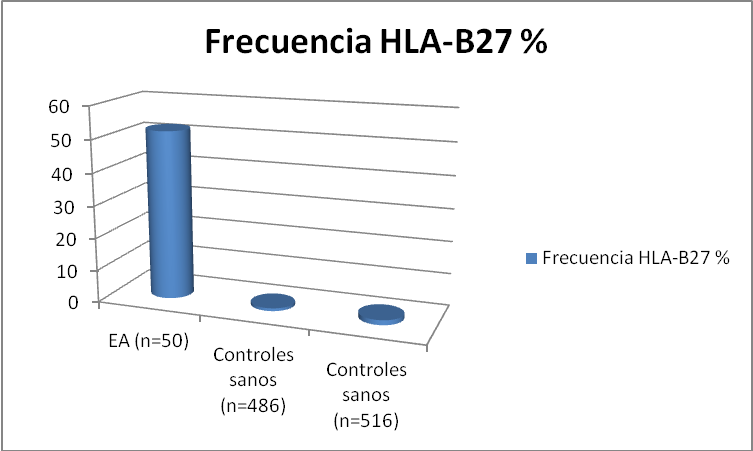 Frecuencia HLA-B27 %
60
50
40
30
20
10
0
EA (n=50)
Controles
sanos
(n=486)
Controles
sanos
(n=516)
Frecuencia HLA-B27 %